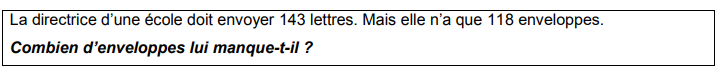 La directrice d’une école doit envoyer 143 lettres. Mais elle n’a que 118 enveloppes.
Combien d’enveloppes lui manque-t-il ?